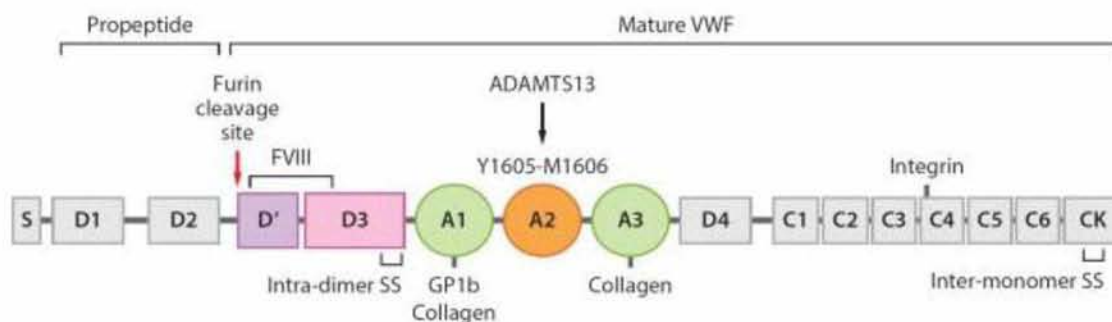 Propeptide
Mature VWF
Furin
cleavage
site
ADAMTS13
FVIII
Y1605-M1606
Integrin
S D1 D2 D' D3 A1 A2 A3 D4 C1 C2 C3 C4 C5 C6 CK
Intra-dimer SS
GP1b
Collagen
Collagen
Inter-monomer SS